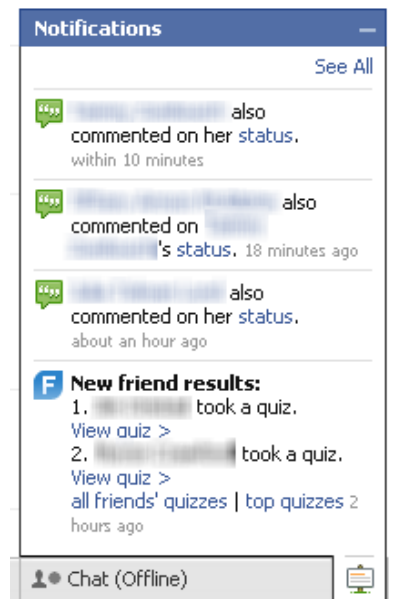 Notifications
See All
also
commented on her status.
within 10 minutes
also
commented on
's status. 18 minutes ago
also
commented on her status.
about an hour ago
F New friend results:
1. took a quiz.
View quiz >
2. took a quiz.
View quiz >
all friends' quizzes | top quizzes 2
hours ago
Chat (Offline)